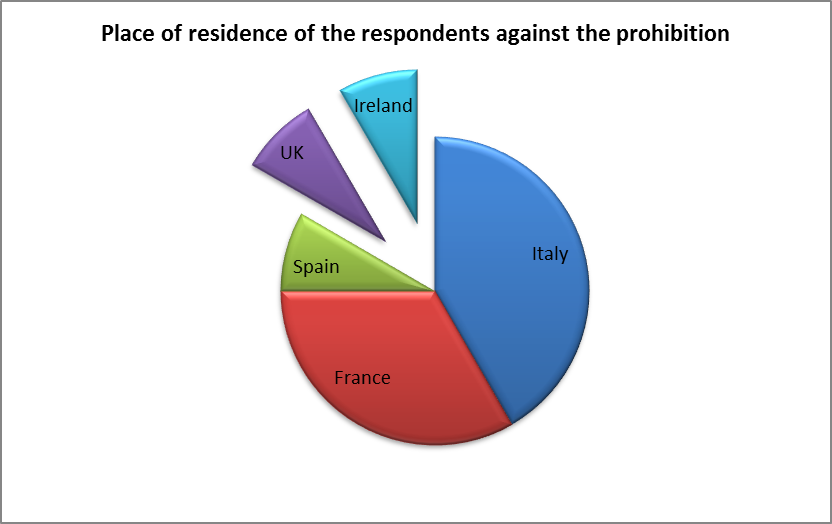 Place of residence of the respondents against the prohibition
Ireland
UK
Italy
Spain
France